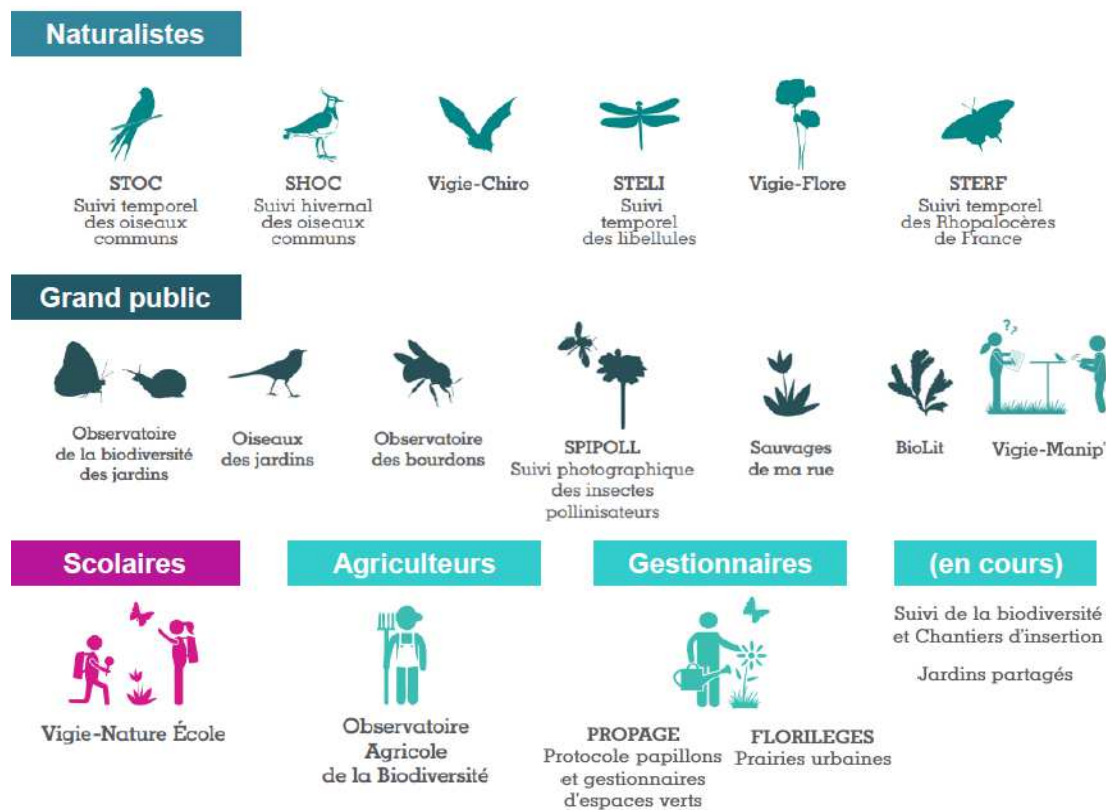 Naturalistes
STOC
Suivi temporel
des oiseaux
communs
SHOC
Suivi hivernal
des oiseaux
communs
Vigie-Chiro
STELI
Suivi
temporel
des libellules
Vigie-Flore
STERF
Suivi temporel
des Rhopalocères
de France
Grand public
Observatoire
de la biodiversité
des jardins
Oiseaux
des jardins
Observatoire
des bourdons
SPIPOLL
Suivi photographique
des insectes
pollinisateurs
Sauvages
de ma rue
BioLit
??
Vigie-Manip'
Scolaires
Vigie-Nature École
Agriculteurs
Observatoire
Agricole
de la Biodiversité
Gestionnaires
PROPAGE
Protocole papillons
et gestionnaires
d'espaces verts
FLORILEGES
Prairies urbaines
(en cours)
Suivi de la biodiversité
et Chantiers d'insertion
Jardins partagés